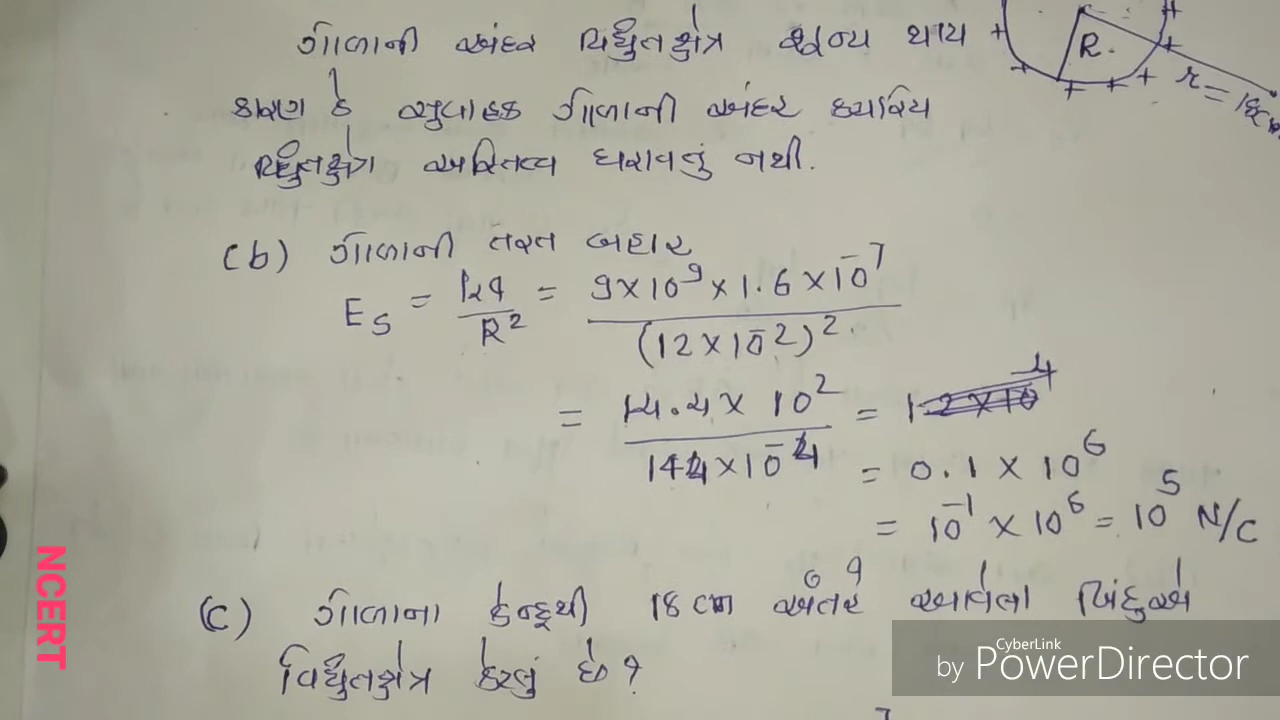 ગોળાની અંદર વિદ્યુતક્ષેત્ર શૂન્ય થાય
કારણ કે સુવાહક ગોળાની અંદર ક્યારેય
વિદ્યુતક્ષેત્ર અસ્તિત્વ ધરાવતું નથી.
R.
r = 18cm
(b) ગોળાની તરત બહાર
E_S = kq / R² = 9×10⁹ × 1.6 × 10⁻⁷ / (12×10⁻²)²
= 14.4 × 10² / 144 × 10⁻⁴ =
= 0.1 × 10⁶
= 10⁻¹ × 10⁶ = 10⁵ N/C
(C) ગોળાના કેન્દ્રથી 18 cm અંતરે આવેલા બિંદુએ
વિદ્યુતક્ષેત્ર કેટલું છે ?
NCERT
CyberLink
by PowerDirector